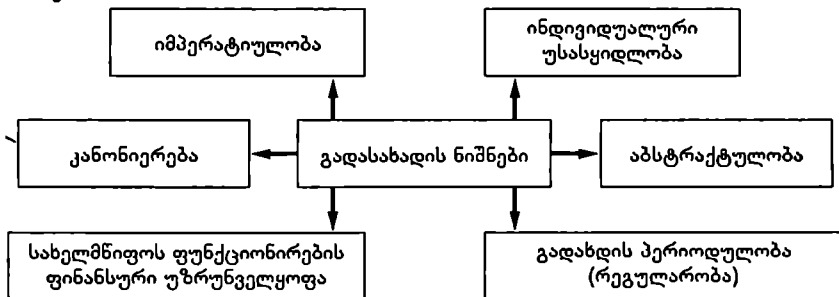 იმპერატიულობა
ინდივიდუალური
უსასყიდლობა
კანონიერება
გადასახადის ნიშნები
აბსტრაქტულობა
სახელმწიფოს ფუნქციონირების
ფინანსური უზრუნველყოფა
გადახდის პერიოდულობა
(რეგულარობა)